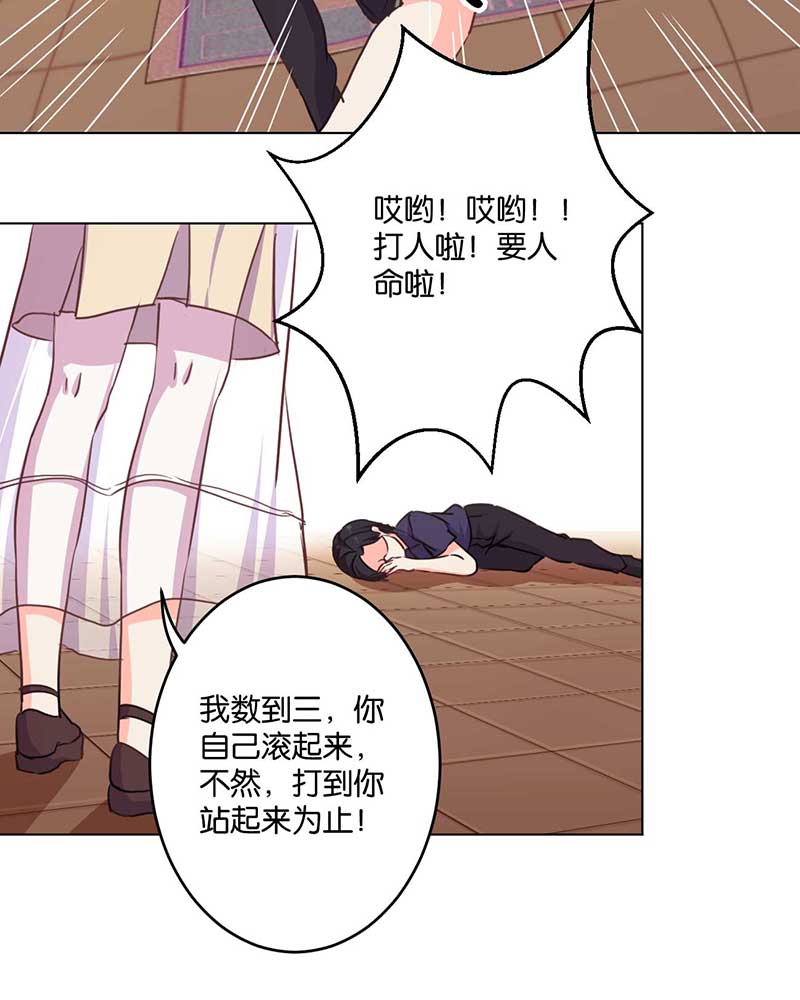 哎哟！哎哟！！
打人啦！要人
命啦！
我数到三，你
自己滚起来，
不然，打到你
站起来为止！